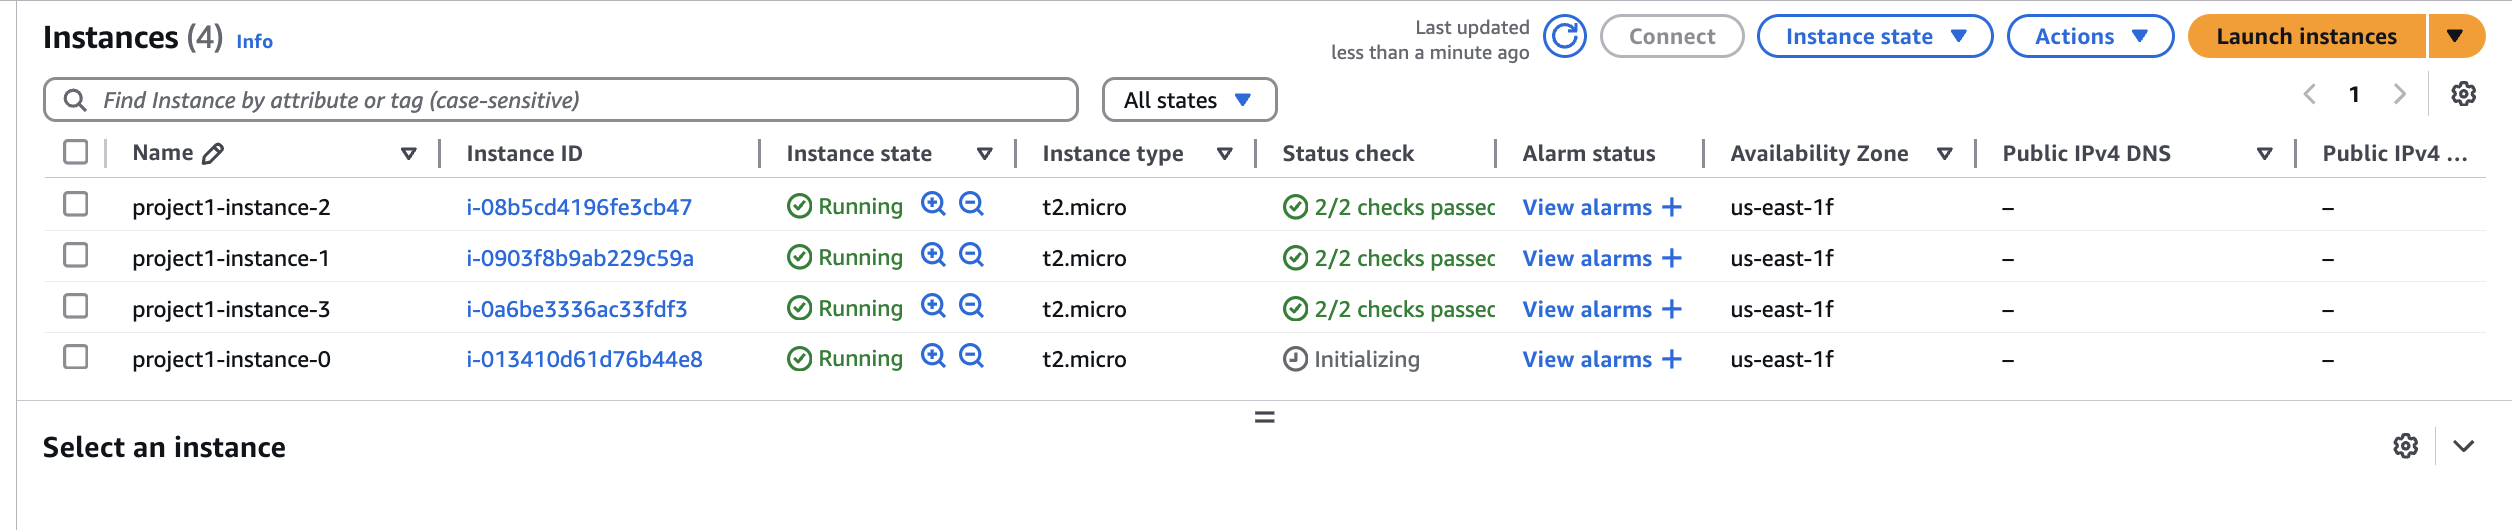 Instances (4) Info
Last updated
less than a minute ago
Connect
Instance state
Actions
Launch instances
Find Instance by attribute or tag (case-sensitive)
All states
1
Name Instance ID Instance state Instance type Status check Alarm status Availability Zone Public IPv4 DNS Public IPv4 ...
project1-instance-2 i-08b5cd4196fe3cb47 Running t2.micro 2/2 checks passec View alarms + us-east-1f –  –
project1-instance-1 i-0903f8b9ab229c59a Running t2.micro 2/2 checks passec View alarms + us-east-1f –  –
project1-instance-3 i-0a6be3336ac33fdf3 Running t2.micro 2/2 checks passec View alarms + us-east-1f –  –
project1-instance-0 i-013410d61d76b44e8 Running t2.micro Initializing View alarms + us-east-1f –  –
Select an instance